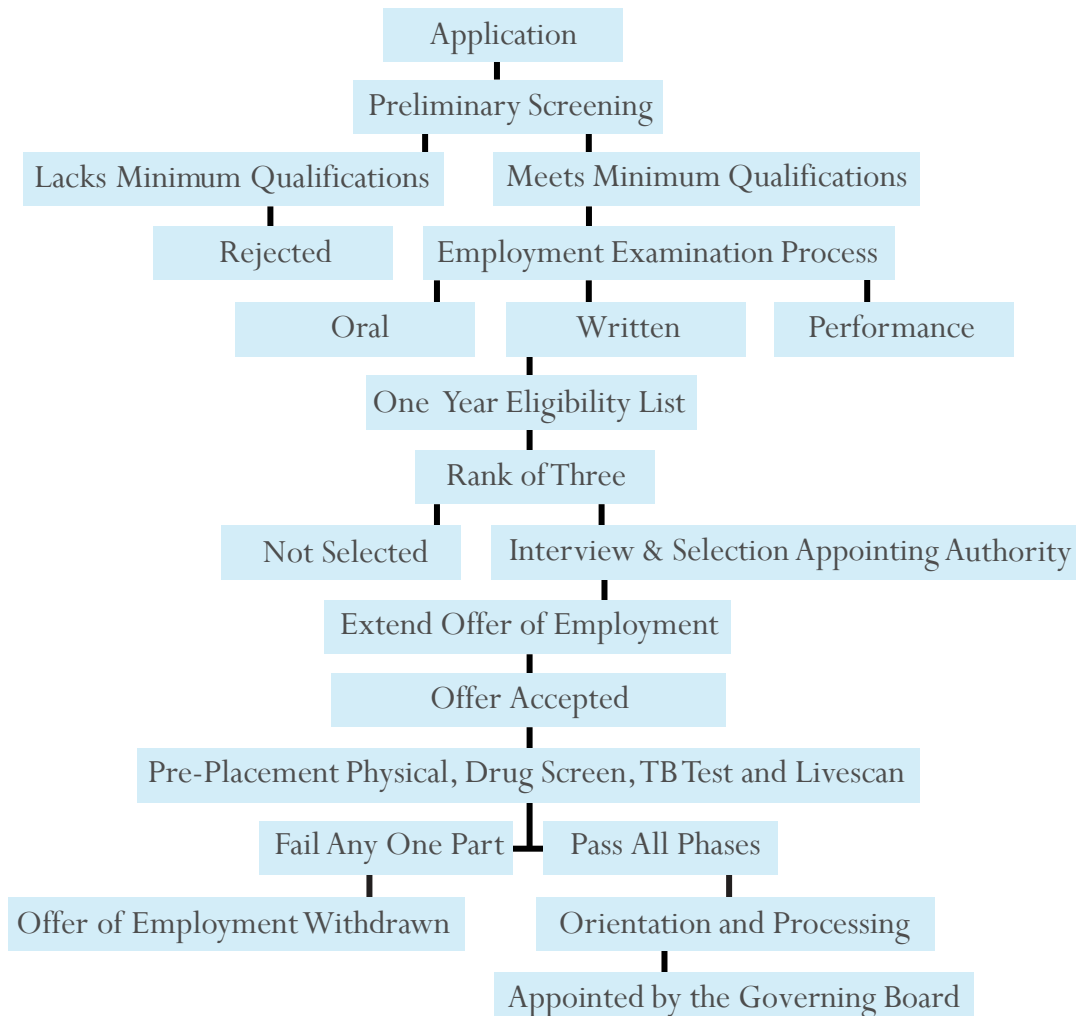 Application
Preliminary Screening
Lacks Minimum Qualifications
Meets Minimum Qualifications
Rejected
Employment Examination Process
Oral
Written
Performance
One Year Eligibility List
Rank of Three
Not Selected
Interview & Selection Appointing Authority
Extend Offer of Employment
Offer Accepted
Pre-Placement Physical, Drug Screen, TB Test and Livescan
Fail Any One Part
Pass All Phases
Offer of Employment Withdrawn
Orientation and Processing
Appointed by the Governing Board